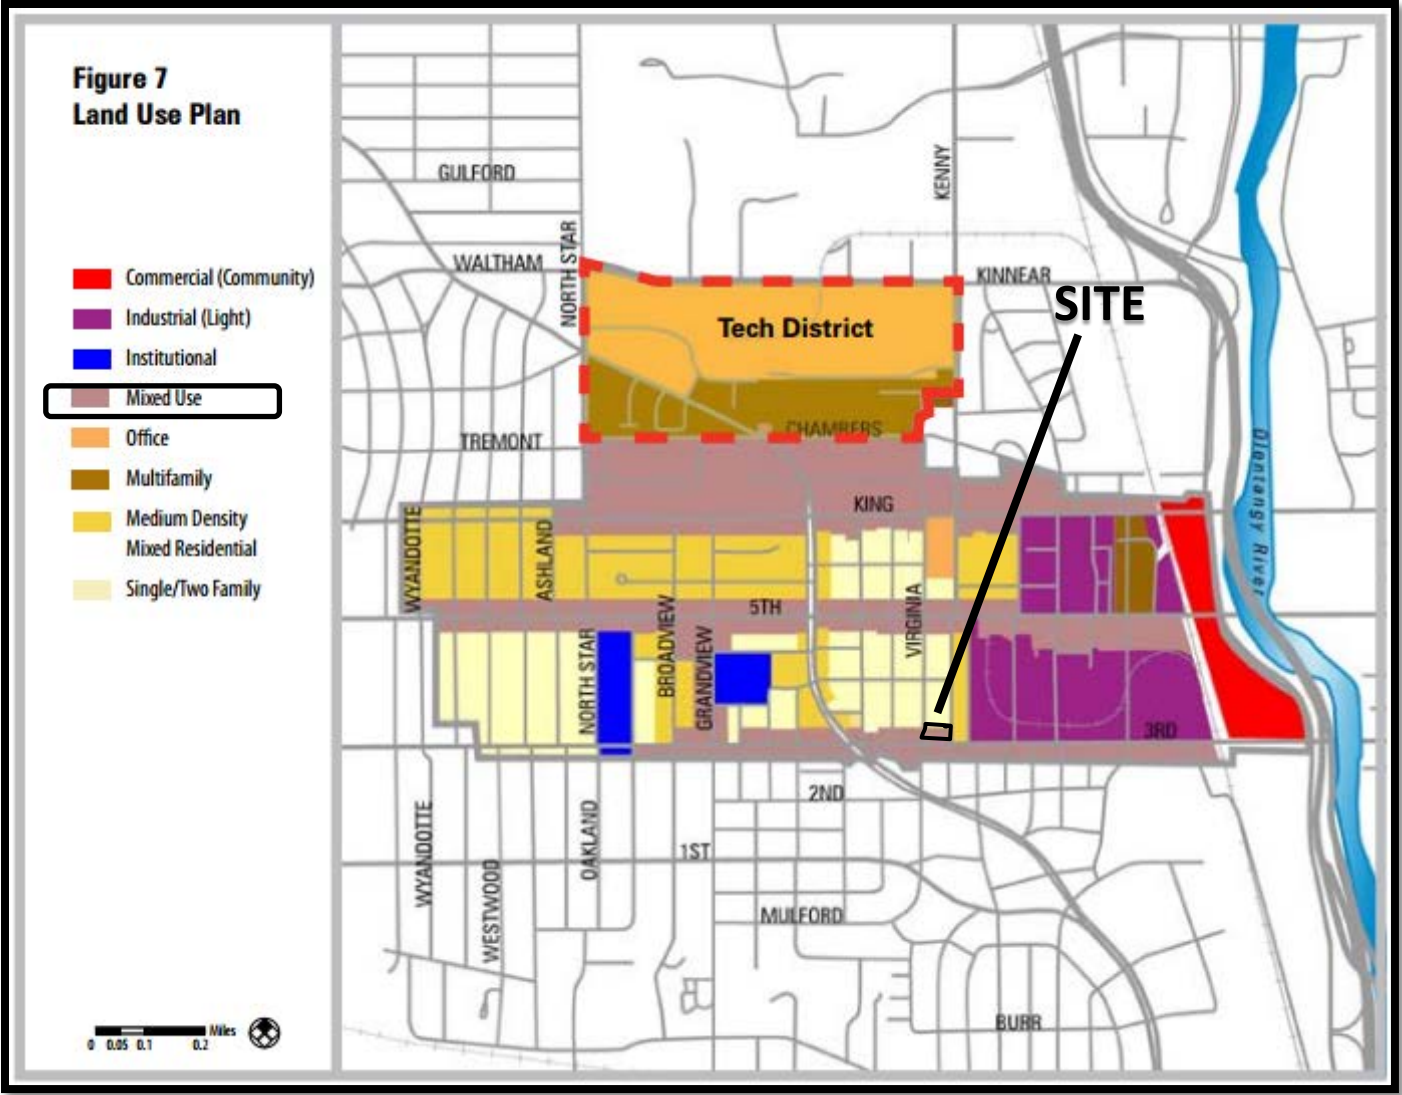 Figure 7
Land Use Plan
Commercial (Community)
Industrial (Light)
Institutional
Mixed Use
Office
Multifamily
Medium Density
Mixed Residential
Single/Two Family
Miles
0 0.05 0.1 0.2
GULFORD
KENNY
WALTHAM
NORTH STAR
KINNEAR
SITE
Tech District
CHAMBERS
TREMONT
KING
WYANDOTTE
ASHLAND
5TH
VIRGINIA
BROADVIEW
GRANDVIEW
NORTH STAR
3RD
Olentangy River
2ND
WYANDOTTE
OAKLAND
1ST
WESTWOOD
MULFORD
BURR